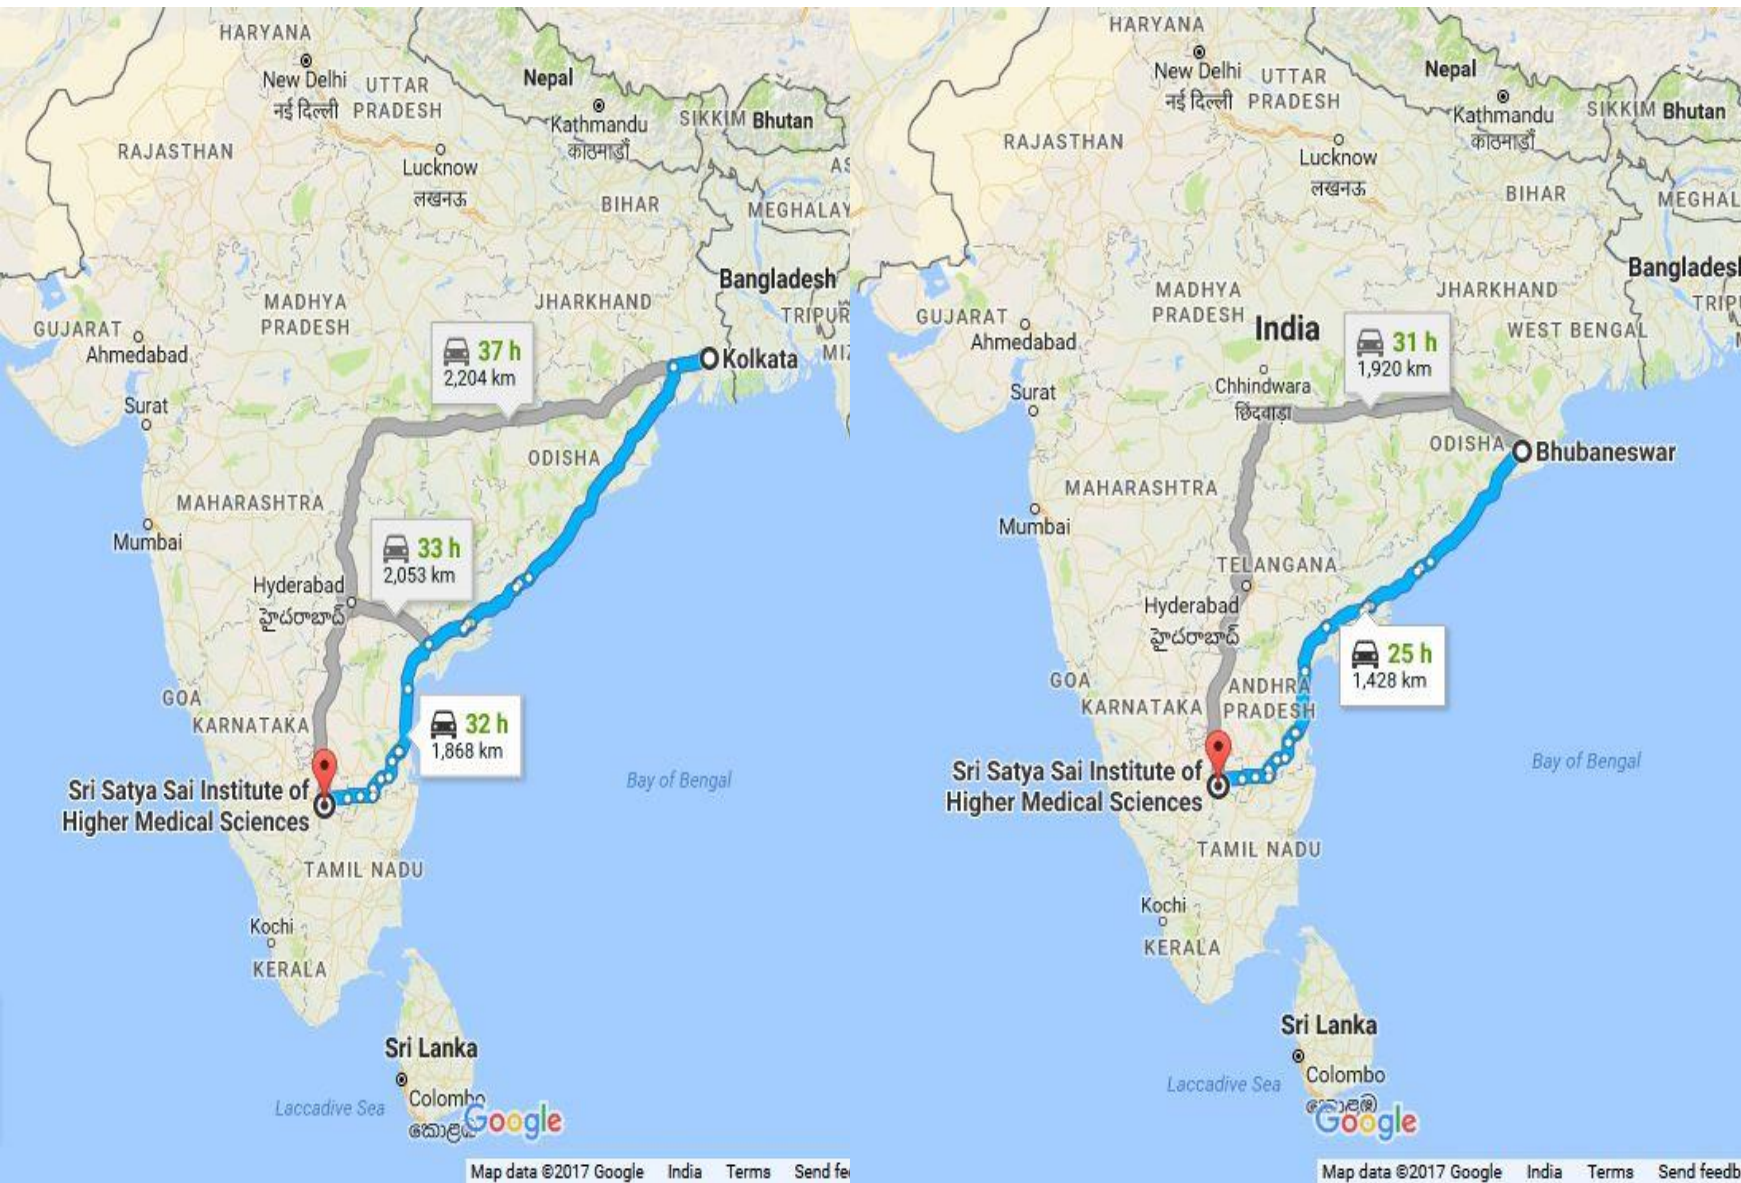 HARYANA
New Delhi
नई दिल्ली
UTTAR
PRADESH
Nepal
Kathmandu
काठमाडौं
SIKKIM
Bhutan
RAJASTHAN
Lucknow
लखनऊ
AS
BIHAR
MEGHALAY
Bangladesh
MADHYA
PRADESH
JHARKHAND
TRIPUR
GUJARAT
Ahmedabad
37 h
2,204 km
Kolkata
MIZ
Surat
ODISHA
MAHARASHTRA
Mumbai
33 h
2,053 km
Hyderabad
హైదరాబాద్
GOA
KARNATAKA
32 h
1,868 km
Sri Satya Sai Institute of
Higher Medical Sciences
Bay of Bengal
TAMIL NADU
Kochi
KERALA
Sri Lanka
Colombo
Laccadive Sea
Google
Map data ©2017 Google India Terms Send fe
HARYANA
New Delhi
नई दिल्ली
UTTAR
PRADESH
Nepal
Kathmandu
काठमाडौं
SIKKIM
Bhutan
RAJASTHAN
Lucknow
लखनऊ
BIHAR
MEGHAL
Bangladesh
MADHYA
PRADESH
JHARKHAND
TRIPU
GUJARAT
Ahmedabad
India
31 h
1,920 km
WEST BENGAL
Chhindwara
छिंदवाड़ा
Surat
ODISHA
Bhubaneswar
MAHARASHTRA
Mumbai
TELANGANA
Hyderabad
హైదరాబాద్
25 h
1,428 km
GOA
KARNATAKA
ANDHRA
PRADESH
Sri Satya Sai Institute of
Higher Medical Sciences
Bay of Bengal
TAMIL NADU
Kochi
KERALA
Sri Lanka
Colombo
Laccadive Sea
Google
Map data ©2017 Google India Terms Send feedb